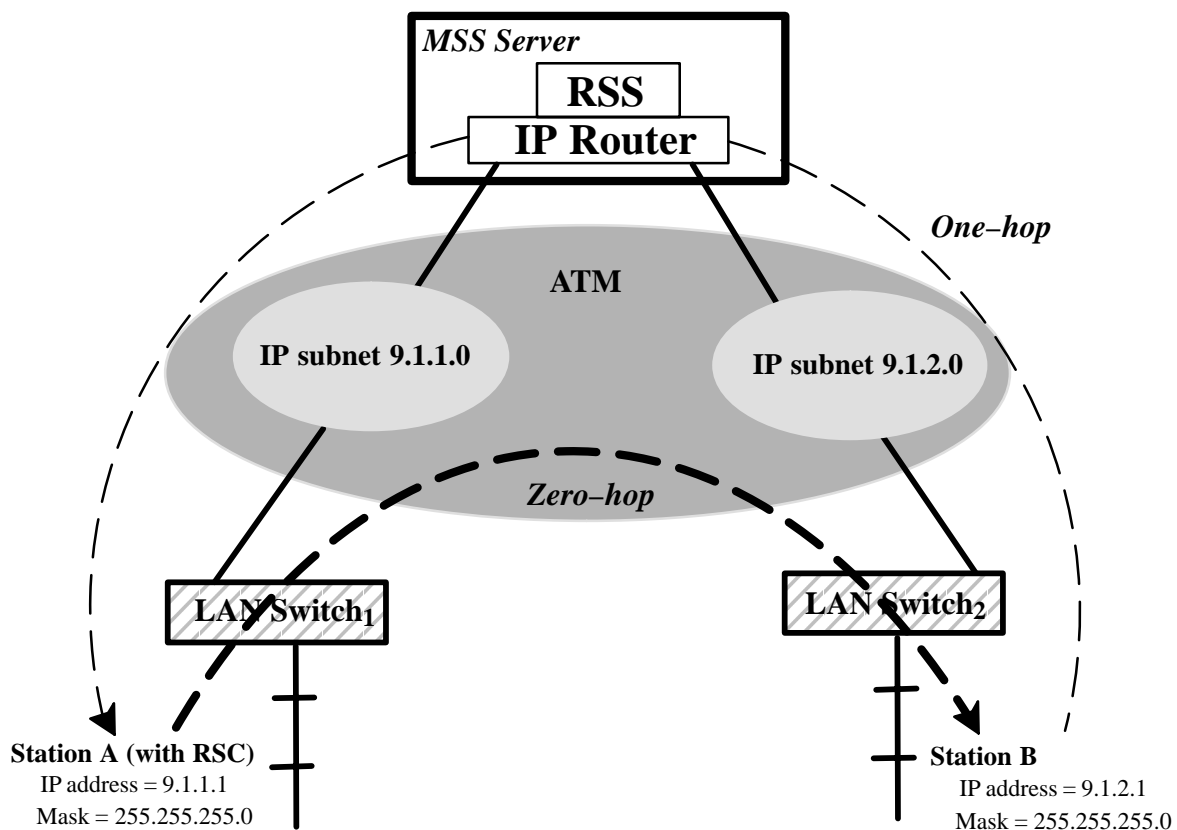 MSS Server
RSS
IP Router
One–hop
ATM
IP subnet 9.1.1.0
IP subnet 9.1.2.0
Zero–hop
LAN Switch1
LAN Switch2
Station A (with RSC)
IP address = 9.1.1.1
Mask = 255.255.255.0
Station B
IP address = 9.1.2.1
Mask = 255.255.255.0